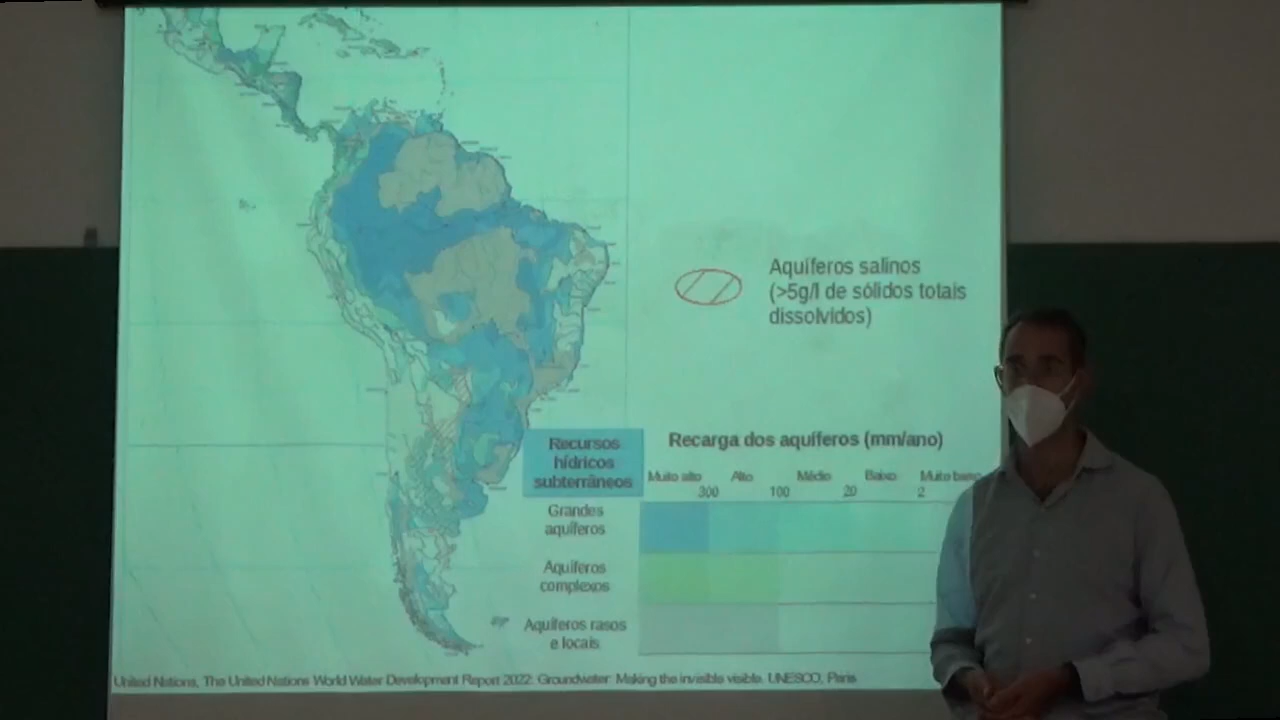 Aquíferos salinos
(>5g/l de sólidos totais
dissolvidos)
Recursos
hídricos
subterrâneos
Recarga dos aquíferos (mm/ano)
Muito alto Alto Médio Baixo Muito baixo
300 100 20 2
Grandes
aquíferos
Aquíferos
complexos
Aquíferos rasos
e locais
United Nations, The United Nations World Water Development Report 2022: Groundwater: Making the invisible visible. UNESCO, Paris